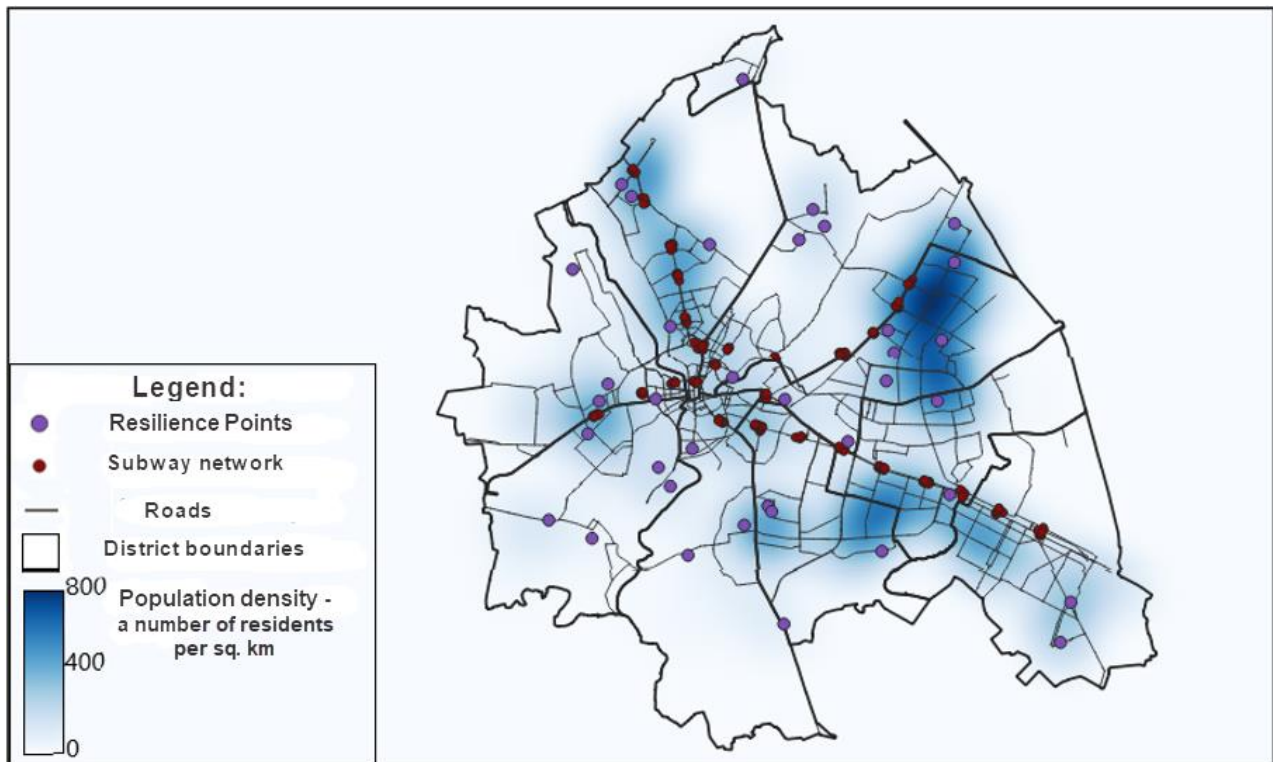 Legend:
Resilience Points
Subway network
Roads
District boundaries
800
400
0
Population density -
a number of residents
per sq. km